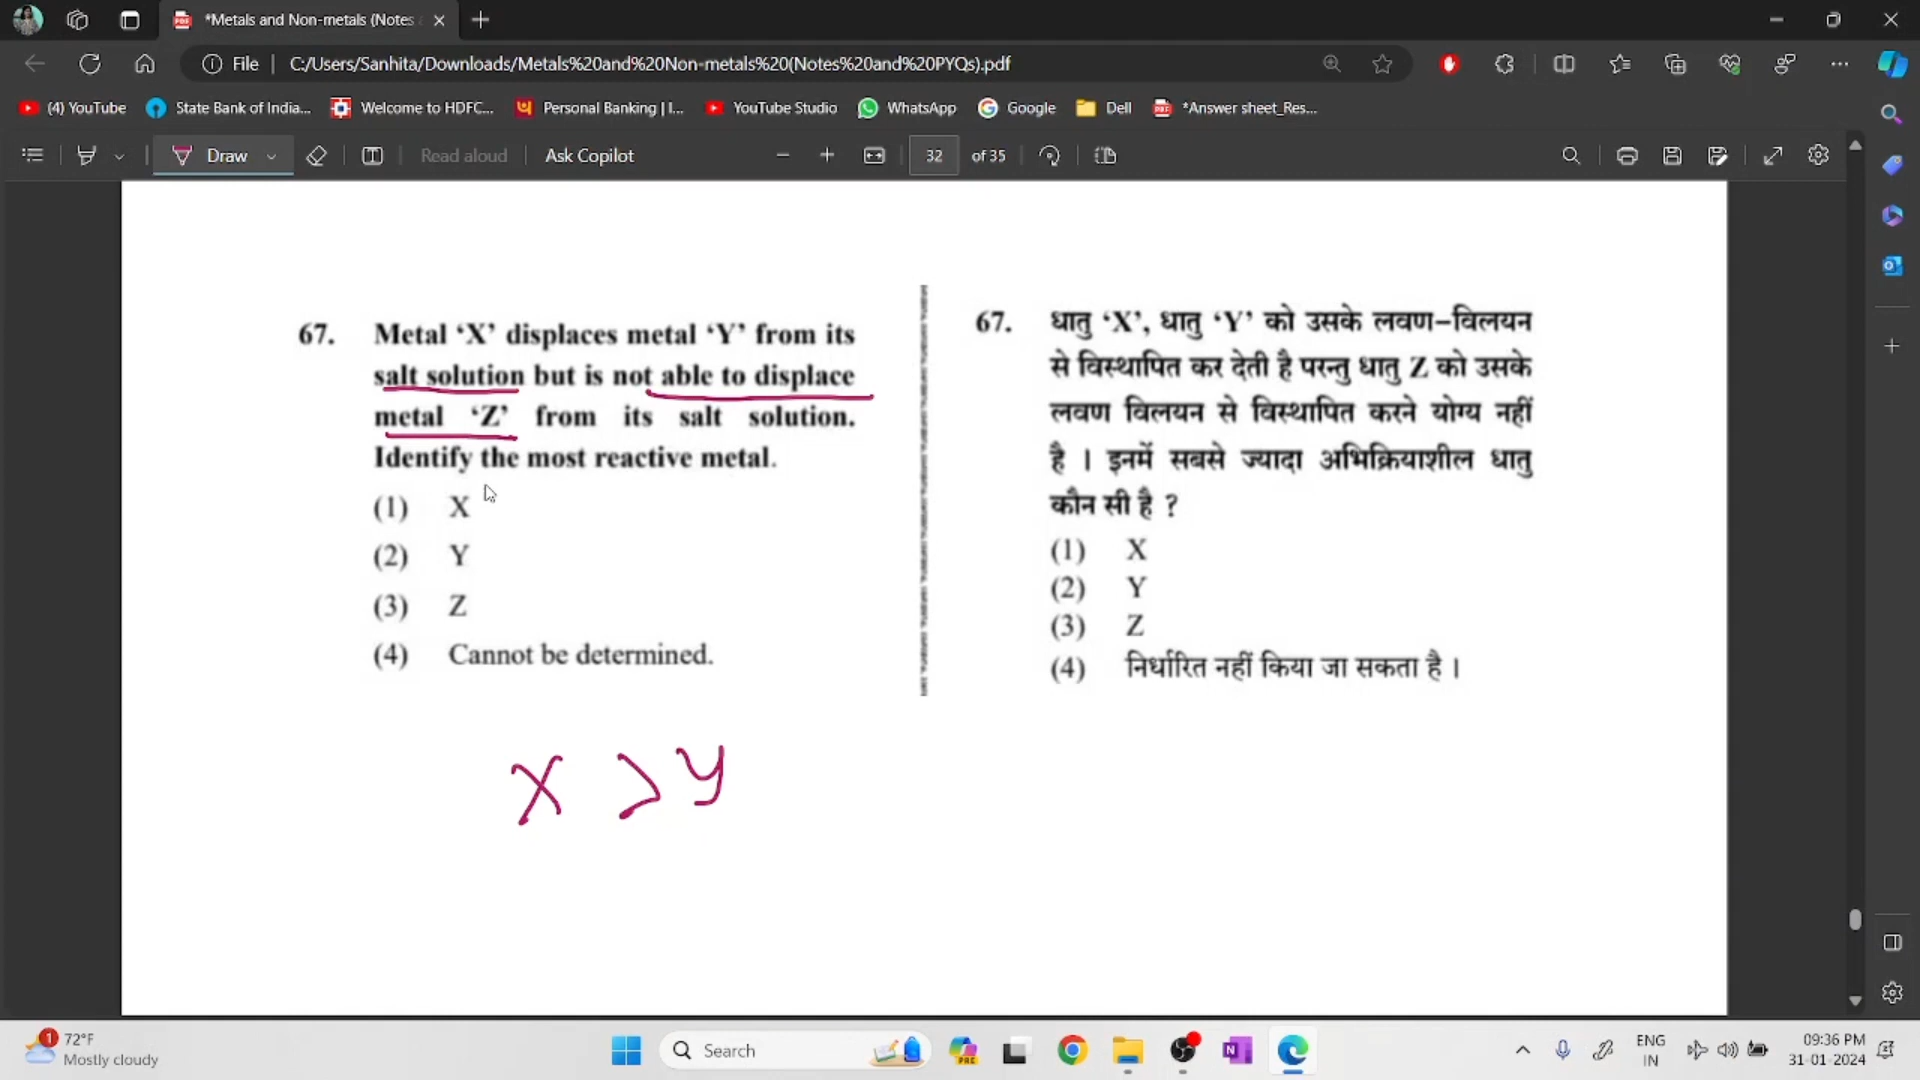 *Metals and Non-metals (Notes
File C:/Users/Sanhita/Downloads/Metals%20and%20Non-metals%20(Notes%20and%20PYQs).pdf
(4) YouTube State Bank of India... Welcome to HDFC... Personal Banking | I... YouTube Studio WhatsApp Google Dell *Answer sheet_Res...
Draw Read aloud Ask Copilot 32 of 35
67. Metal ‘X’ displaces metal ‘Y’ from its
salt solution but is not able to displace
metal ‘Z’ from its salt solution.
Identify the most reactive metal.
(1) X
(2) Y
(3) Z
(4) Cannot be determined.
67. धातु ‘X’, धातु ‘Y’ को उसके लवण–विलयन
से विस्थापित कर देती है परन्तु धातु Z को उसके
लवण विलयन से विस्थापित करने योग्य नहीं
है । इनमें सबसे ज्यादा अभिक्रियाशील धातु
कौन सी है ?
(1) X
(2) Y
(3) Z
(4) निर्धारित नहीं किया जा सकता है ।
X > Y
1 72°F
Mostly cloudy
Search
PRE
ENG
IN
09:36 PM
31-01-2024